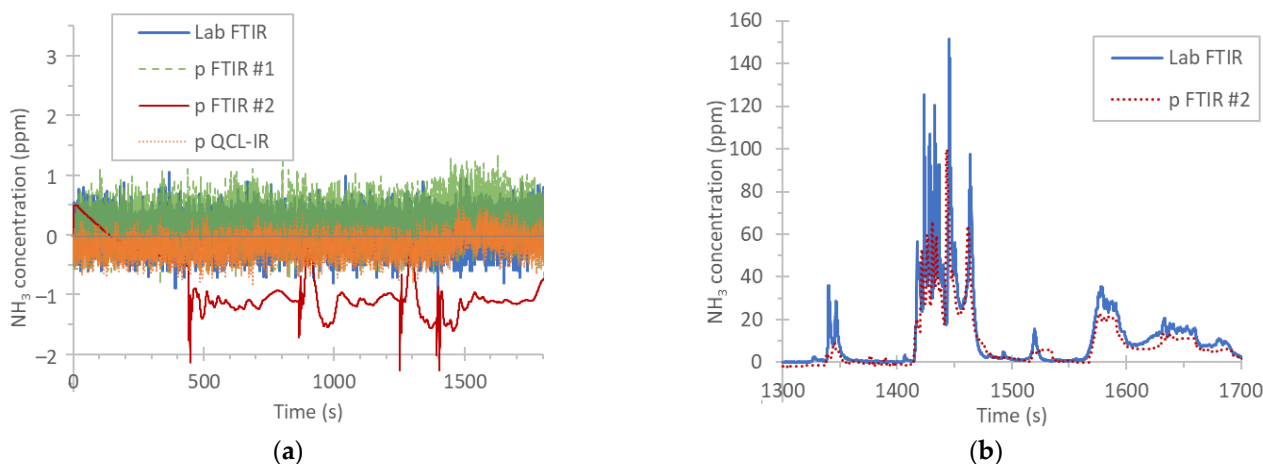 Lab FTIR
p FTIR #1
p FTIR #2
p QCL-IR
NH₃ concentration (ppm)
3
2
1
0
−1
−2
0
500
1000
1500
Time (s)
(a)
Lab FTIR
p FTIR #2
NH₃ concentration (ppm)
160
140
120
100
80
60
40
20
0
1300
1400
1500
1600
1700
Time (s)
(b)